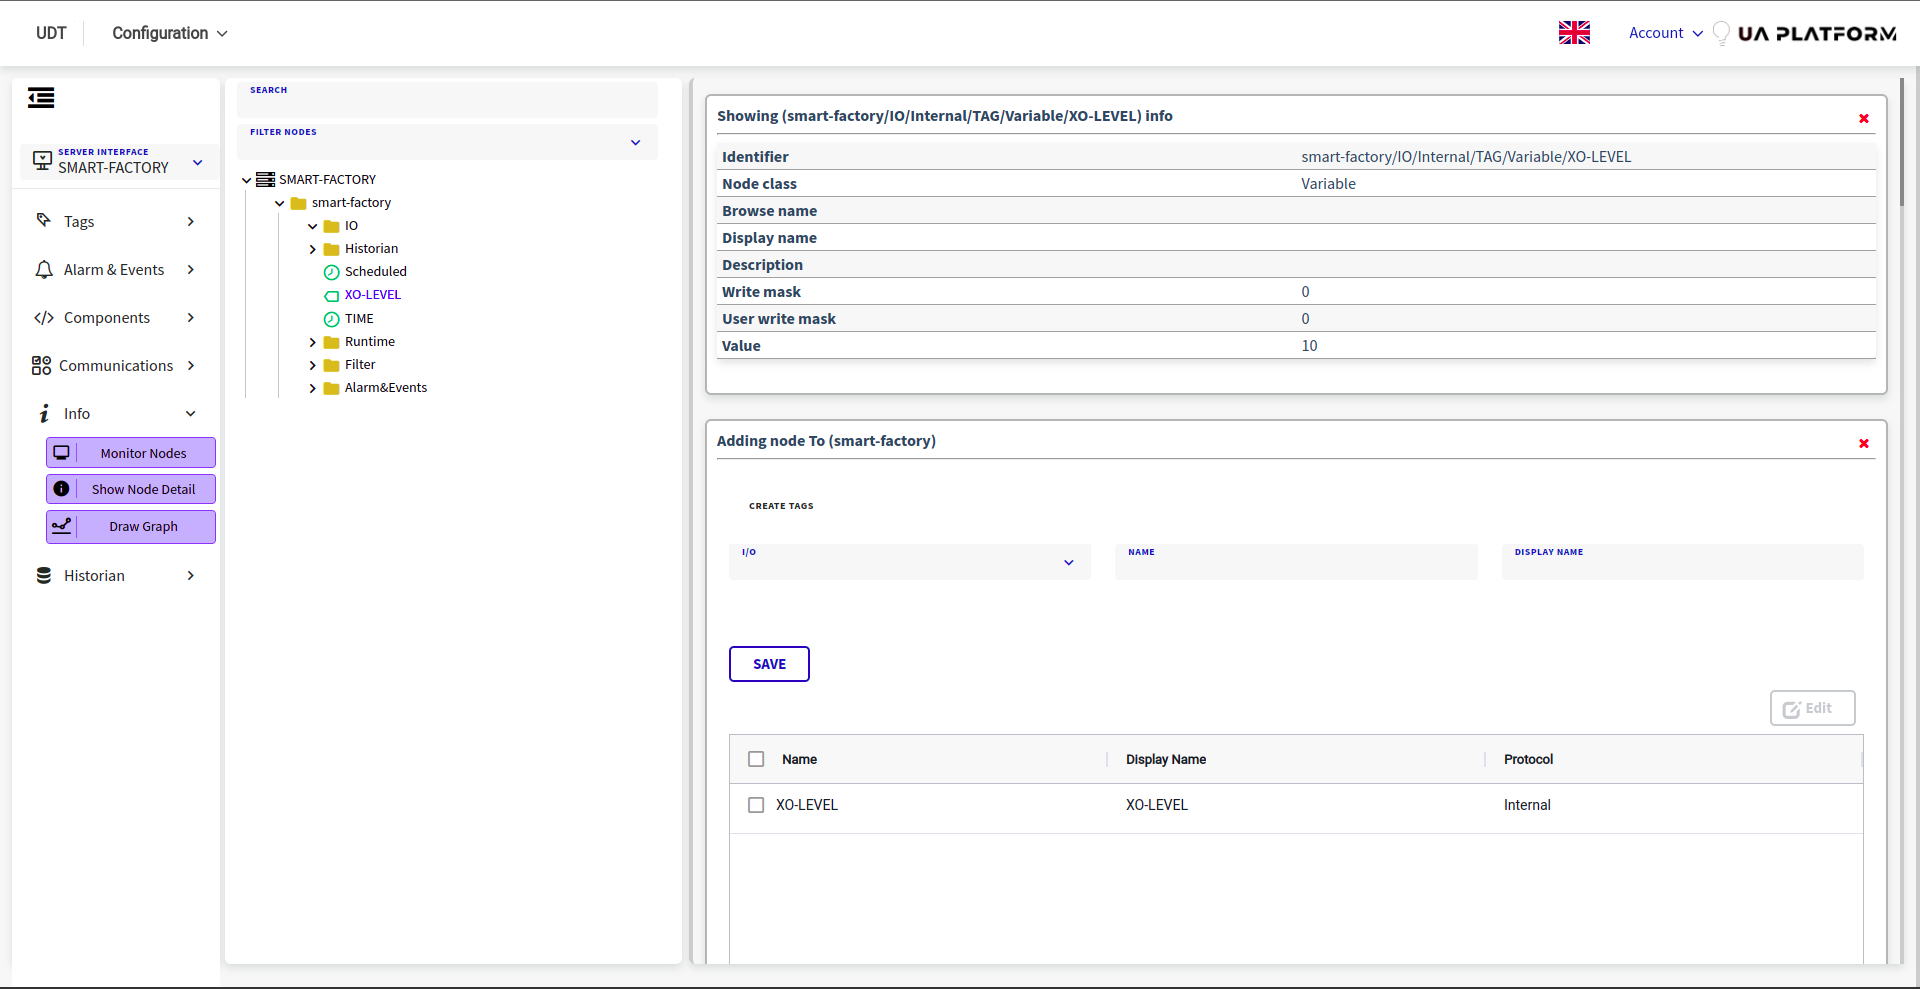 UDT
Configuration
Account
UA PLATFORM
SERVER INTERFACE
SMART-FACTORY
Tags
Alarm & Events
Components
Communications
Info
Monitor Nodes
Show Node Detail
Draw Graph
Historian
SEARCH
FILTER NODES
SMART-FACTORY
smart-factory
IO
Historian
Scheduled
XO-LEVEL
TIME
Runtime
Filter
Alarm&Events
Showing (smart-factory/IO/Internal/TAG/Variable/XO-LEVEL) info
Identifier smart-factory/IO/Internal/TAG/Variable/XO-LEVEL
Node class Variable
Browse name
Display name
Description
Write mask 0
User write mask 0
Value 10
Adding node To (smart-factory)
CREATE TAGS
I/O NAME DISPLAY NAME
SAVE
Edit
Name Display Name Protocol
XO-LEVEL XO-LEVEL Internal